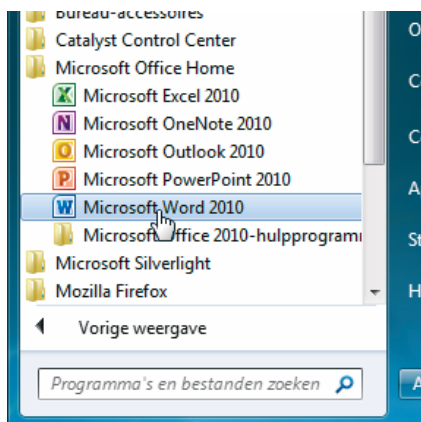 Bureau-accessoires
Catalyst Control Center
Microsoft Office Home
Microsoft Excel 2010
Microsoft OneNote 2010
Microsoft Outlook 2010
Microsoft PowerPoint 2010
Microsoft Word 2010
Microsoft Office 2010-hulpprogramm
Microsoft Silverlight
Mozilla Firefox
Vorige weergave
Programma's en bestanden zoeken